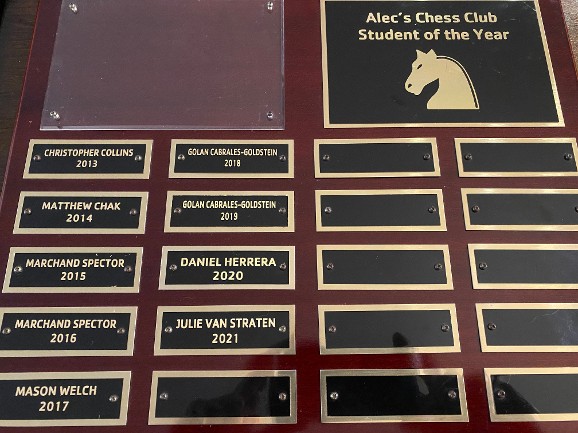 Alec's Chess Club
Student of the Year
CHRISTOPHER COLLINS
2013
MATTHEW CHAK
2014
MARCHAND SPECTOR
2015
MARCHAND SPECTOR
2016
MASON WELCH
2017
GOLAN CABRALES-GOLDSTEIN
2018
GOLAN CABRALES-GOLDSTEIN
2019
DANIEL HERRERA
2020
JULIE VAN STRATEN
2021